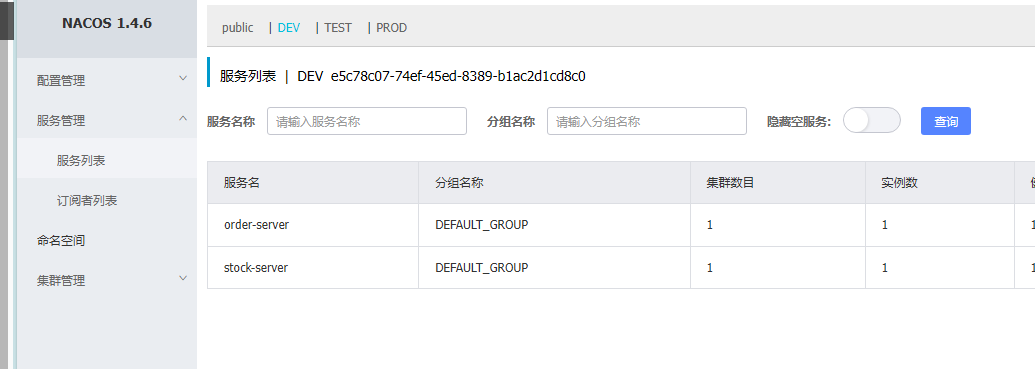 NACOS 1.4.6
public | DEV | TEST | PROD
配置管理
服务列表 | DEV e5c78c07-74ef-45ed-8389-b1ac2d1cd8c0
服务管理
服务名称 请输入服务名称 分组名称 请输入分组名称 隐藏空服务: 查询
服务列表
订阅者列表
命名空间
集群管理
服务名 分组名称 集群数目 实例数
order-server DEFAULT_GROUP 1 1
stock-server DEFAULT_GROUP 1 1